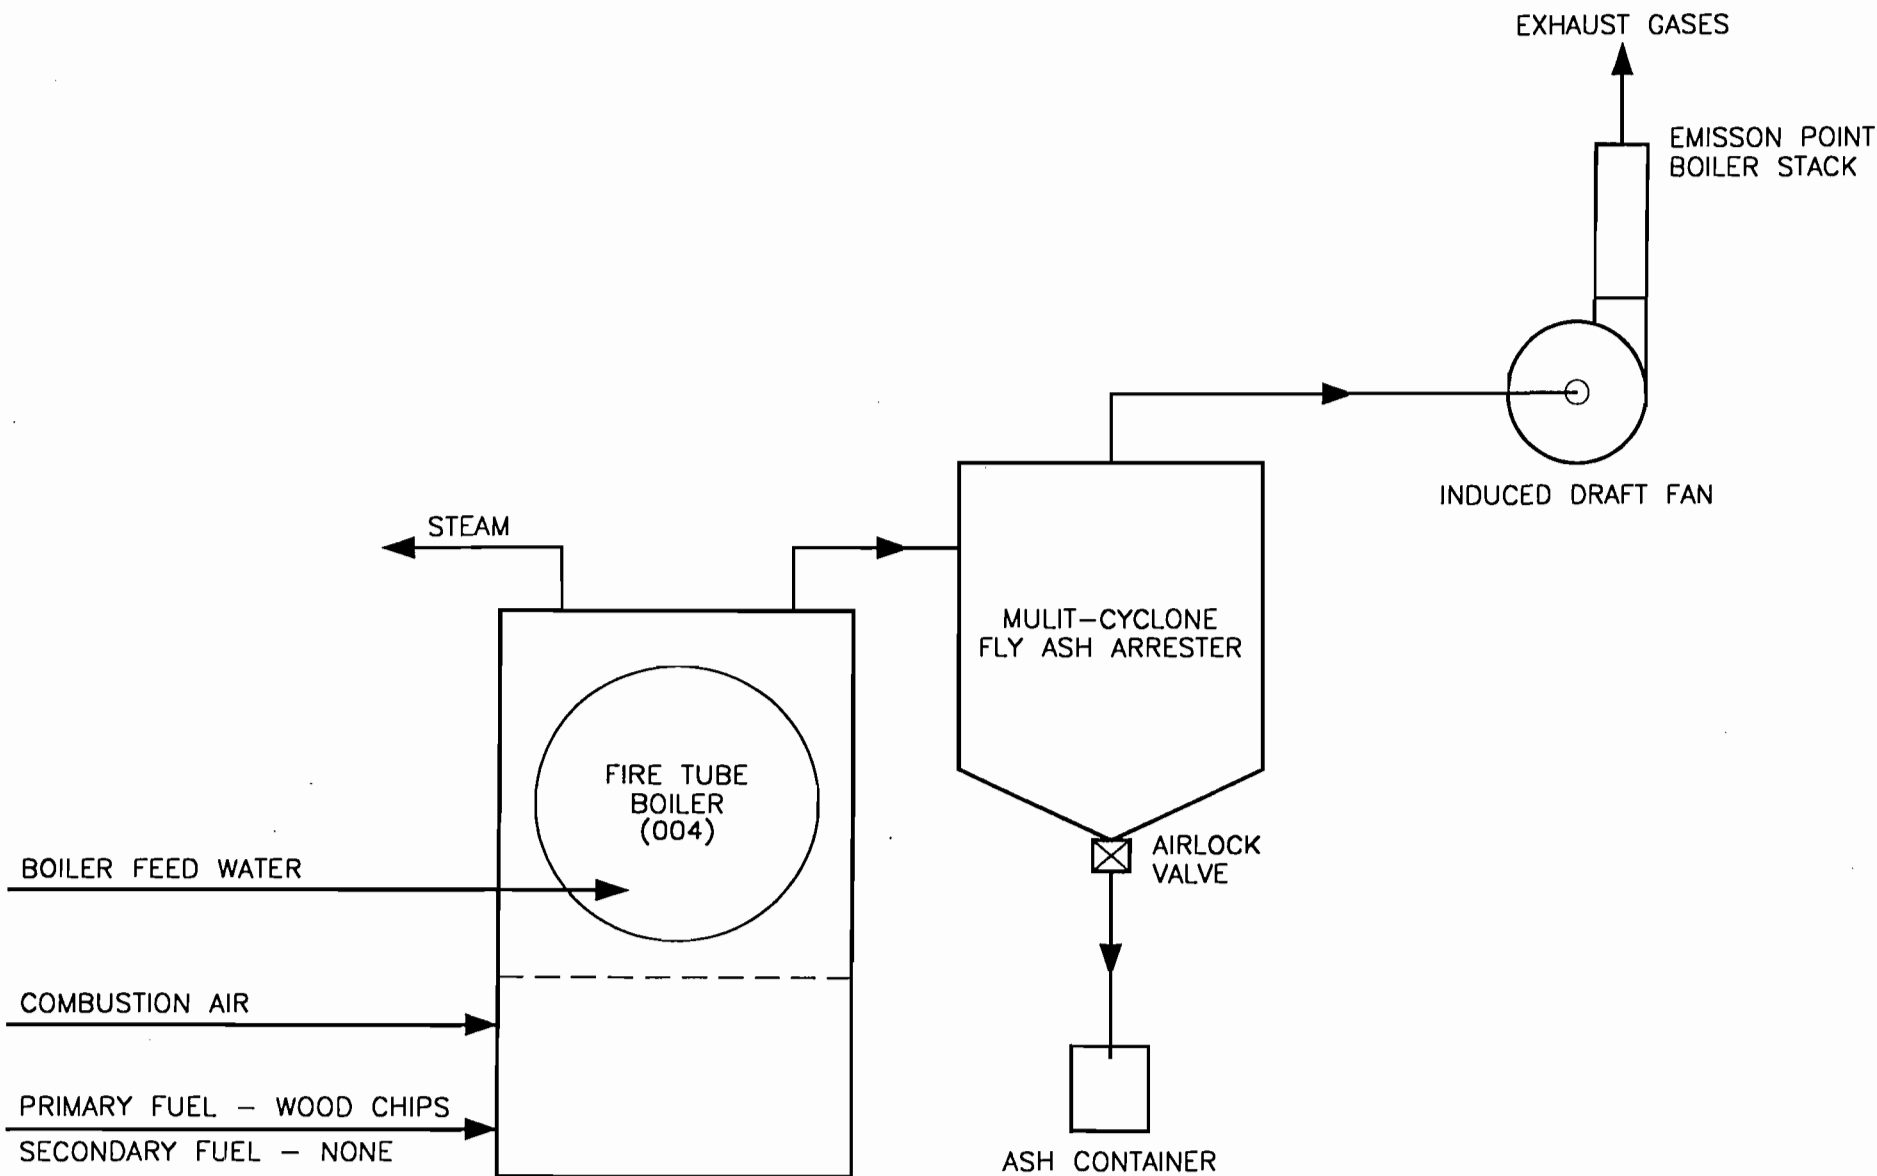 EXHAUST GASES
EMISSON POINT
BOILER STACK
INDUCED DRAFT FAN
STEAM
MULIT-CYCLONE
FLY ASH ARRESTER
FIRE TUBE
BOILER
(004)
AIRLOCK
VALVE
BOILER FEED WATER
COMBUSTION AIR
PRIMARY FUEL - WOOD CHIPS
SECONDARY FUEL - NONE
ASH CONTAINER